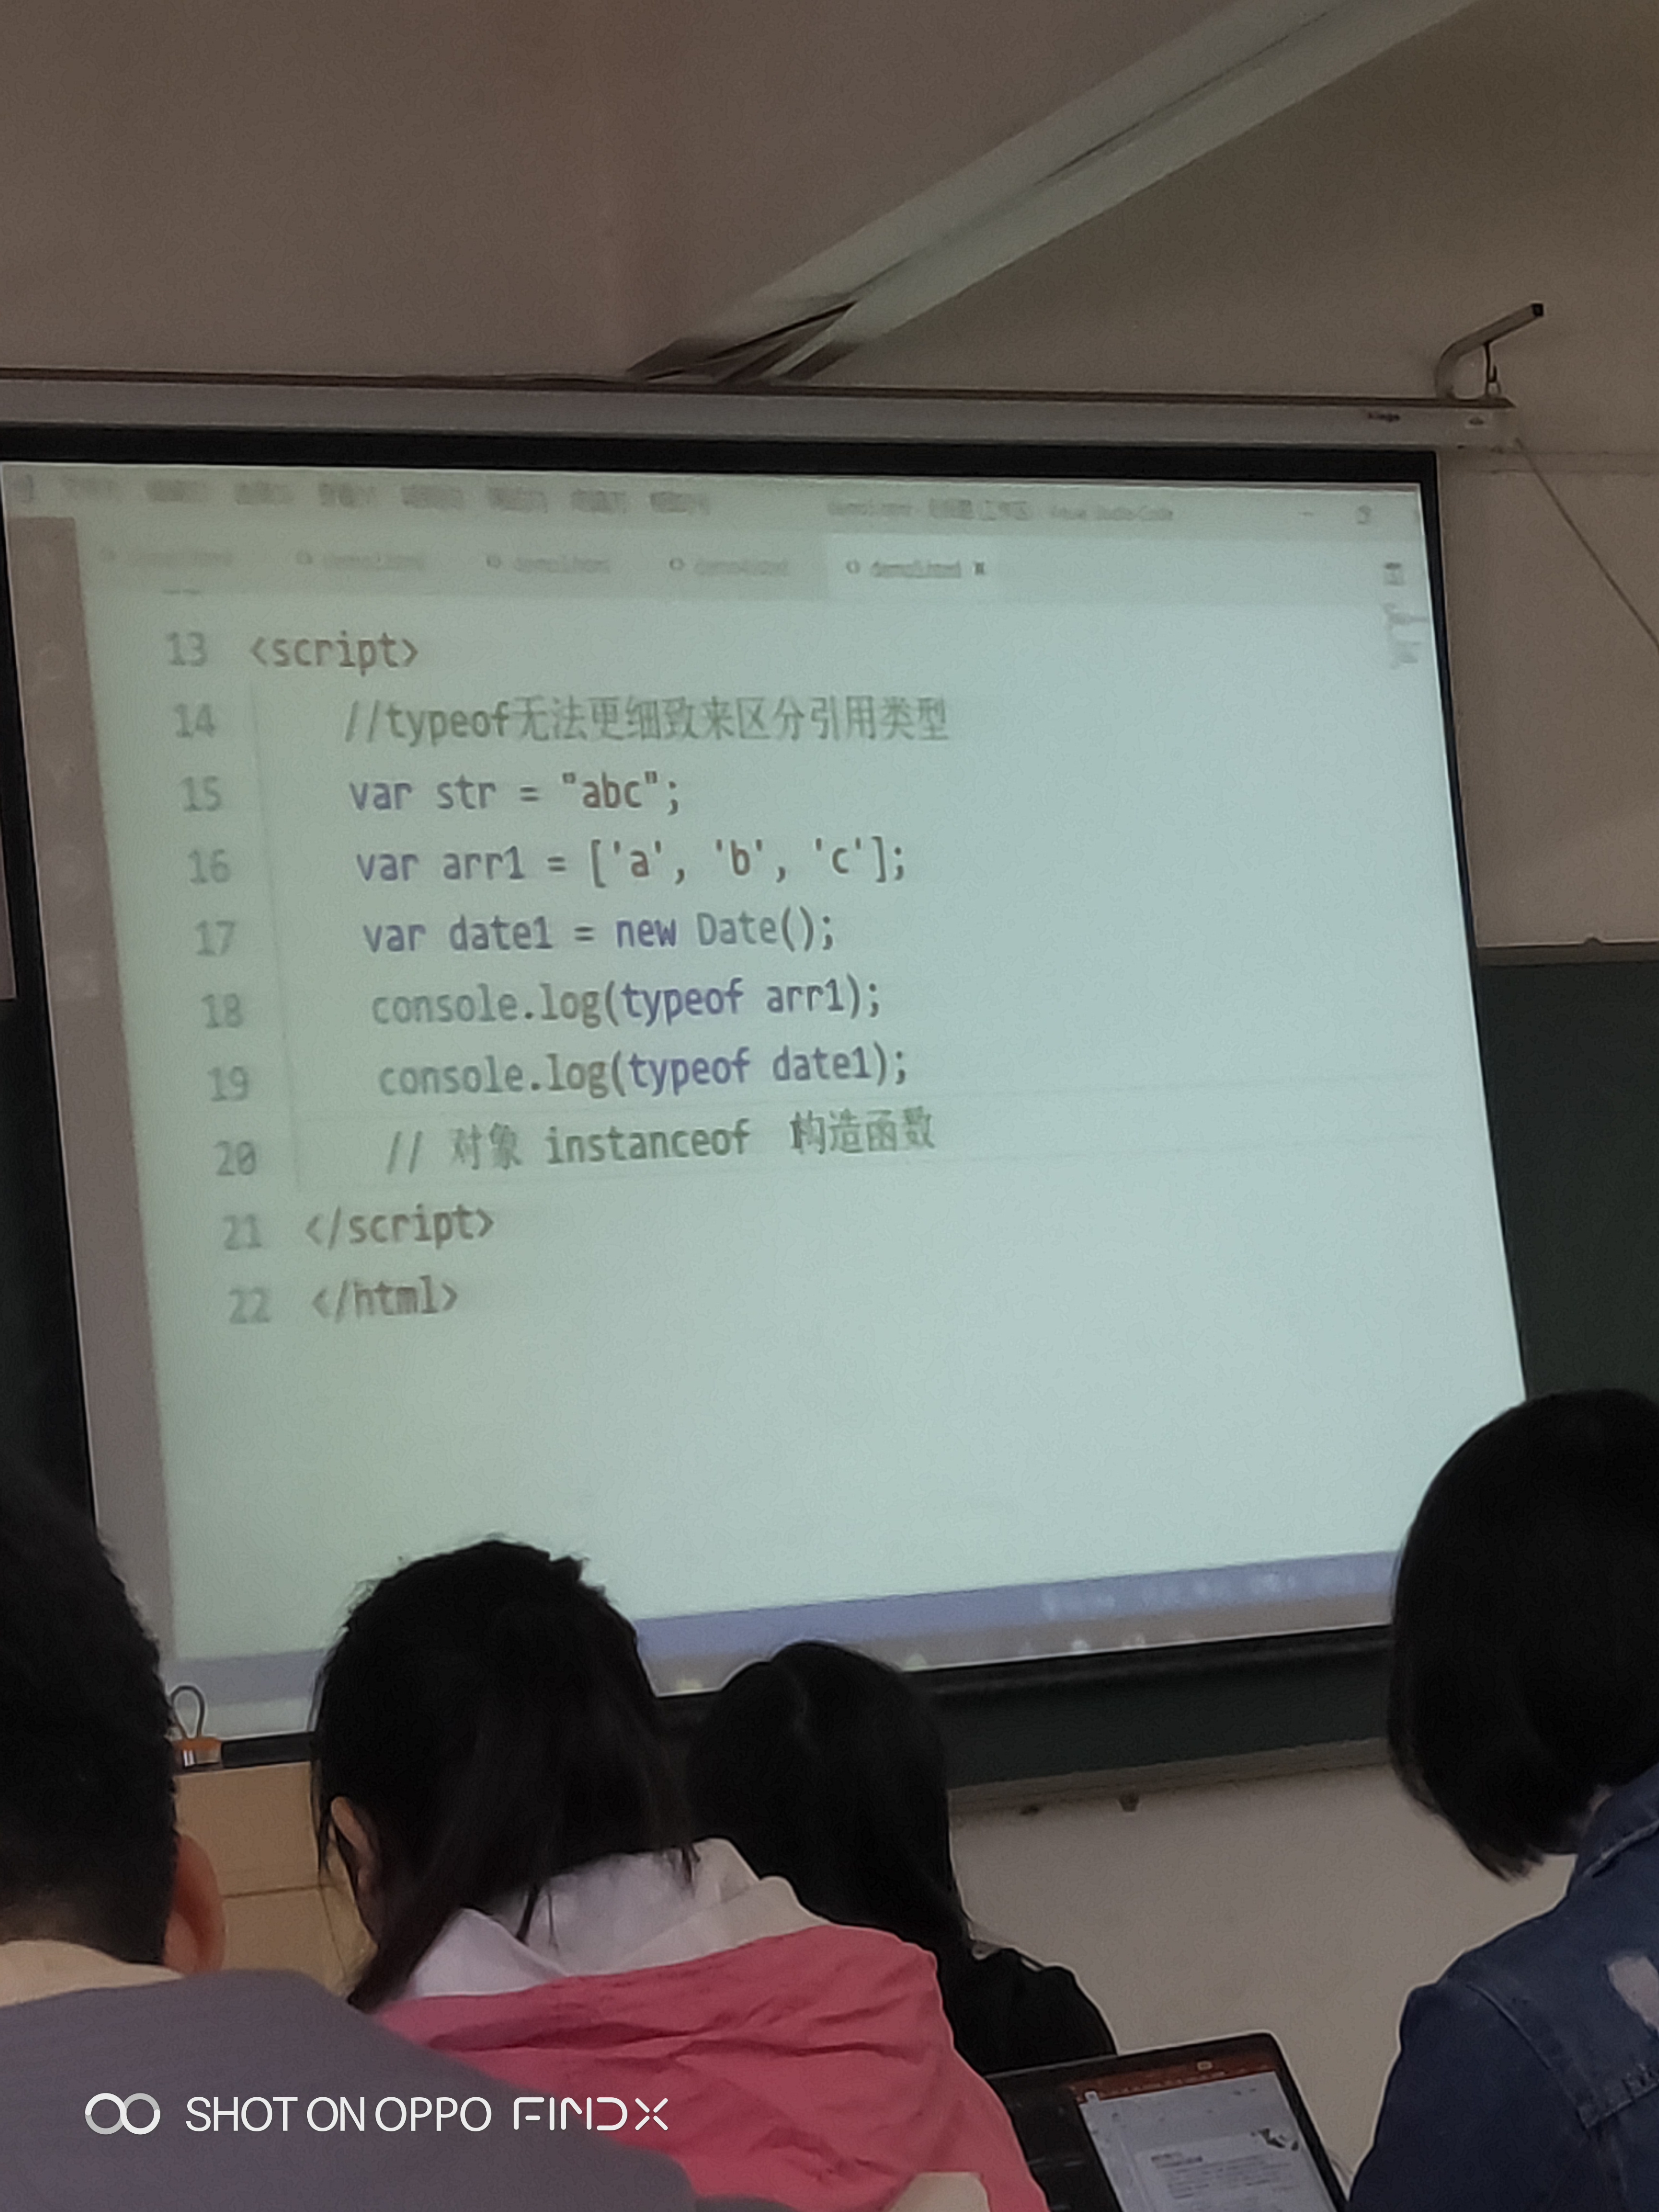 Visual Studio Code
13 <script>
14 //typeof无法更细致来区分引用类型
15 var str = "abc";
16 var arr1 = ['a', 'b', 'c'];
17 var date1 = new Date();
18 console.log(typeof arr1);
19 console.log(typeof date1);
20 // 对象 instanceof 构造函数
21 </script>
22 </html>
SHOT ON OPPO FIND X